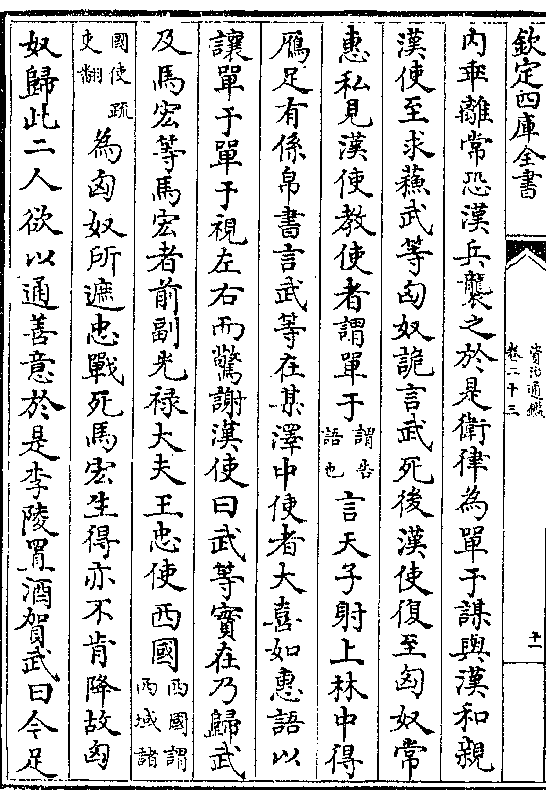 欽定四庫全書
資治通鑑
卷二十三
十一
內乖離常恐漢兵襲之於是衛律為單于謀與漢和親
漢使至求蘇武等匈奴詭言武死後漢使復至匈奴常
惠私見漢使教使者謂單于謂告語也言天子射上林中得
鴈足有係帛書言武等在某澤中使者大喜如惠語以
讓單于單于視左右而驚謝漢使曰武等實在乃歸武
及馬宏等馬宏者前副光禄大夫王忠使西國西國謂西域諸
國使疏吏翻為匈奴所遮忠戰死馬宏生得亦不肯降故匈
奴歸此二人欲以通善意於是李陵置酒賀武曰今足